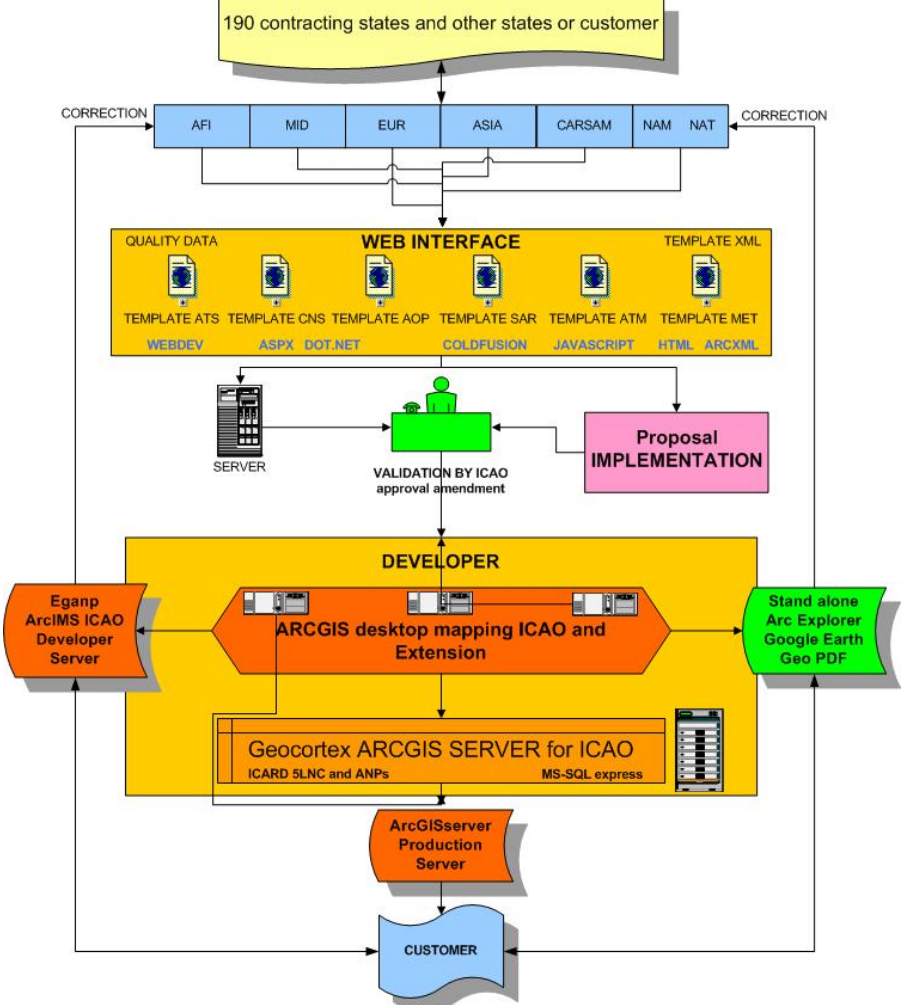 190 contracting states and other states or customer
CORRECTION
CORRECTION
AFI
MID
EUR
ASIA
CARSAM
NAM NAT
QUALITY DATA
WEB INTERFACE
TEMPLATE XML
TEMPLATE ATS
TEMPLATE CNS
TEMPLATE AOP
TEMPLATE SAR
TEMPLATE ATM
TEMPLATE MET
WEBDEV
ASPX DOT.NET
COLDFUSION
JAVASCRIPT
HTML ARCXML
SERVER
VALIDATION BY ICAO
approval amendment
Proposal
IMPLEMENTATION
DEVELOPER
Eganp
ArcIMS ICAO
Developer
Server
ARCGIS desktop mapping ICAO and
Extension
Stand alone
Arc Explorer
Google Earth
Geo PDF
Geocortex ARCGIS SERVER for ICAO
ICARD 5LNC and ANPs
MS-SQL express
ArcGISserver
Production
Server
CUSTOMER